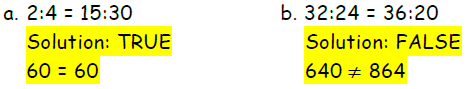 a. 2:4 = 15:30
Solution: TRUE
60 = 60
b. 32:24 = 36:20
Solution: FALSE
640 ≠ 864